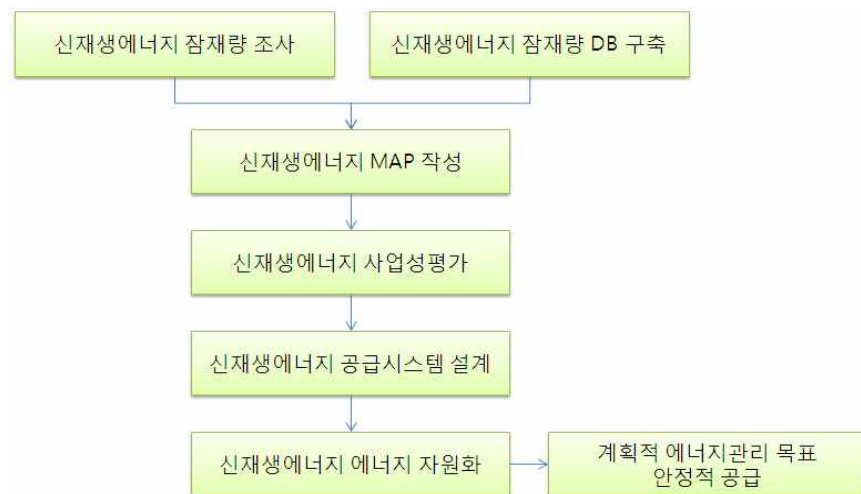 신재생에너지 잠재량 조사
신재생에너지 잠재량 DB 구축
신재생에너지 MAP 작성
신재생에너지 사업성평가
신재생에너지 공급시스템 설계
신재생에너지 에너지 자원화
계획적 에너지관리 목표
안정적 공급